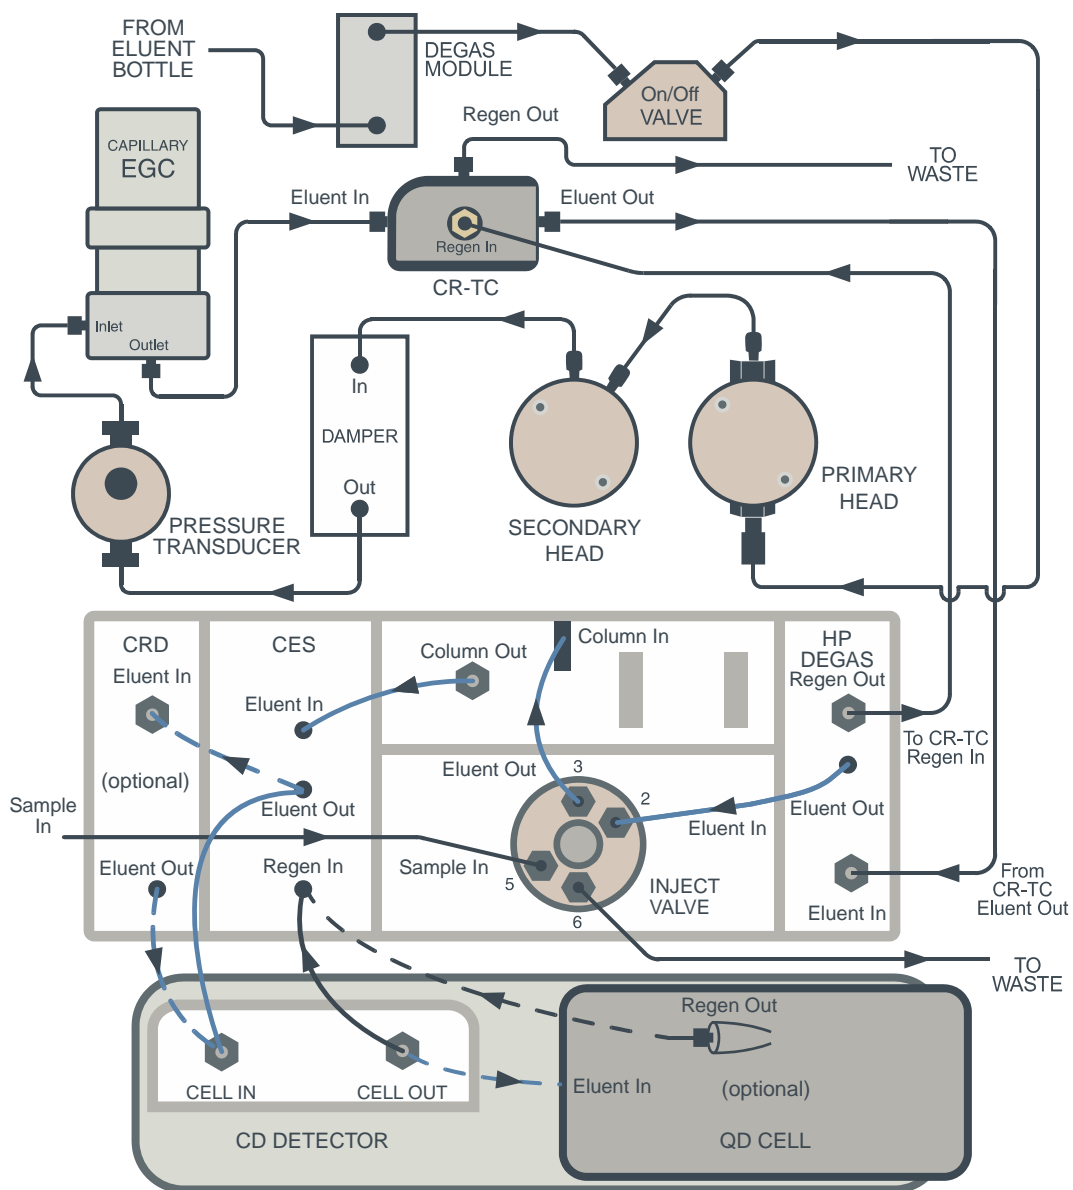 FROM
ELUENT
BOTTLE
DEGAS
MODULE
On/Off
VALVE
Regen Out
TO
WASTE
CAPILLARY
EGC
Eluent In
Eluent Out
Regen In
CR-TC
Inlet
Outlet
In
DAMPER
Out
PRESSURE
TRANSDUCER
SECONDARY
HEAD
PRIMARY
HEAD
CRD
Eluent In
(optional)
Eluent Out
CES
Eluent In
Eluent Out
Regen In
Column Out
Column In
HP
DEGAS
Regen Out
To CR-TC
Regen In
Eluent Out
3
2
Eluent In
Eluent Out
Sample
In
Sample In
5
6
INJECT
VALVE
Eluent In
From
CR-TC
Eluent Out
TO
WASTE
Regen Out
CELL IN
CELL OUT
Eluent In
(optional)
CD DETECTOR
QD CELL